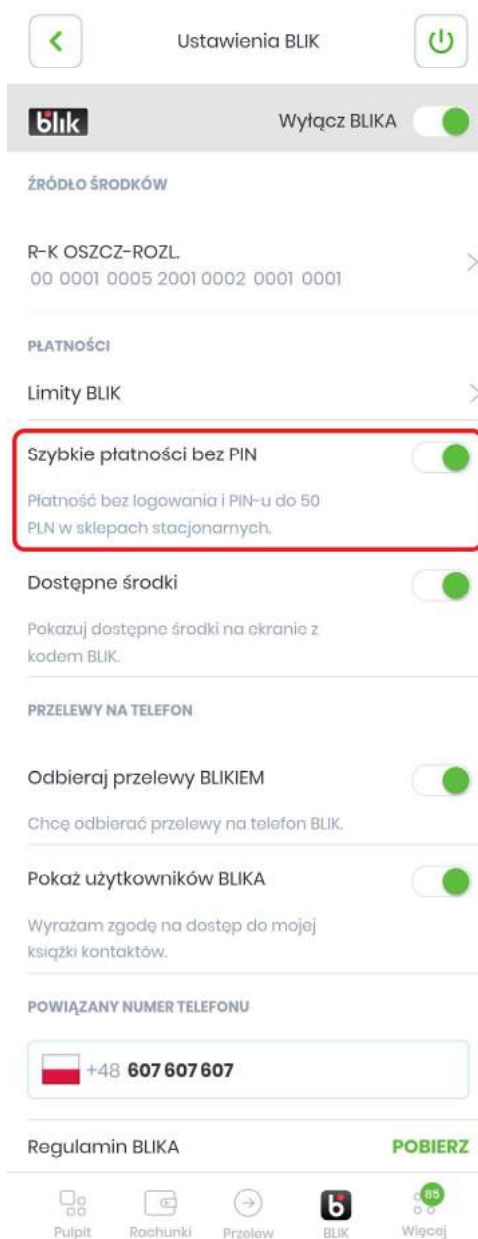 Ustawienia BLIK
blik
Wyłącz BLIKA
ŹRÓDŁO ŚRODKÓW
R-K OSZCZ-ROZL.
00 0001 0005 2001 0002 0001 0001
PŁATNOŚCI
Limity BLIK
Szybkie płatności bez PIN
Płatność bez logowania i PIN-u do 50
PLN w sklepach stacjonarnych.
Dostępne środki
Pokazuj dostępne środki na ekranie z
kodem BLIK.
PRZELEWY NA TELEFON
Odbieraj przelewy BLIKIEM
Chcę odbierać przelewy na telefon BLIK.
Pokaż użytkowników BLIKA
Wyrażam zgodę na dostęp do mojej
książki kontaktów.
POWIĄZANY NUMER TELEFONU
+48 607 607 607
Regulamin BLIKA POBIERZ
85
Pulpit Rachunki Przelew BLIK Więcej